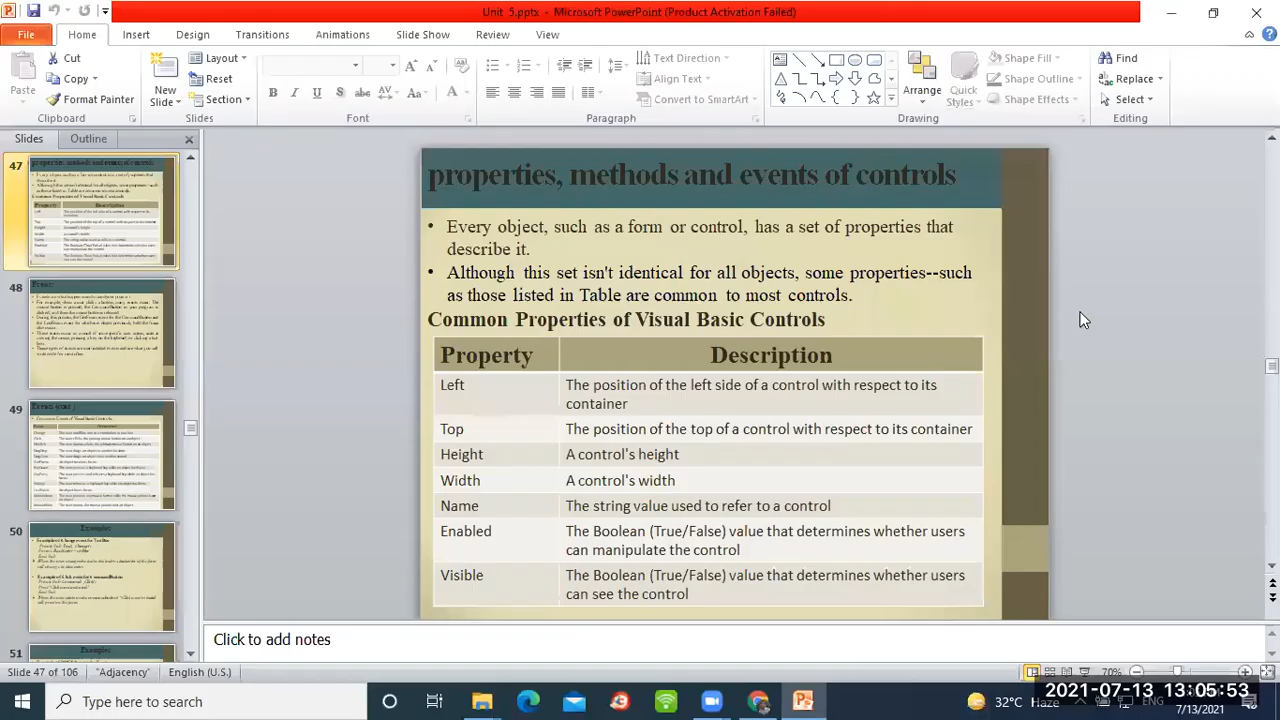 Unit 5.pptx - Microsoft PowerPoint (Product Activation Failed)
File Home Insert Design Transitions Animations Slide Show Review View
Paste Cut Copy Format Painter Clipboard
New Slide Layout Reset Section Slides
B I U S abc AV Aa A Font
Text Direction Align Text Convert to SmartArt Paragraph
Arrange Quick Styles Shape Fill Shape Outline Shape Effects Drawing
Find Replace Select Editing
Slides Outline
47
48
49
50
51
properties, methods and events of controls
• Every object, such as a form or control, has a set of properties that
describe it.
• Although this set isn't identical for all objects, some properties--such
as those listed in Table are common to most controls:
Common Properties of Visual Basic Controls
Property Description
Left The position of the left side of a control with respect to its
container
Top The position of the top of a control with respect to its container
Height A control's height
Width A control's width
Name The string value used to refer to a control
Enabled The Boolean (True/False) value that determines whether users
can manipulate the control
Visible The Boolean (True/False) value that determines whether users
can see the control
Click to add notes
Slide 47 of 106 "Adjacency" English (U.S.) 70%
Type here to search
32°C Haze ENG
2021-07-13 13:05:53
7/13/2021